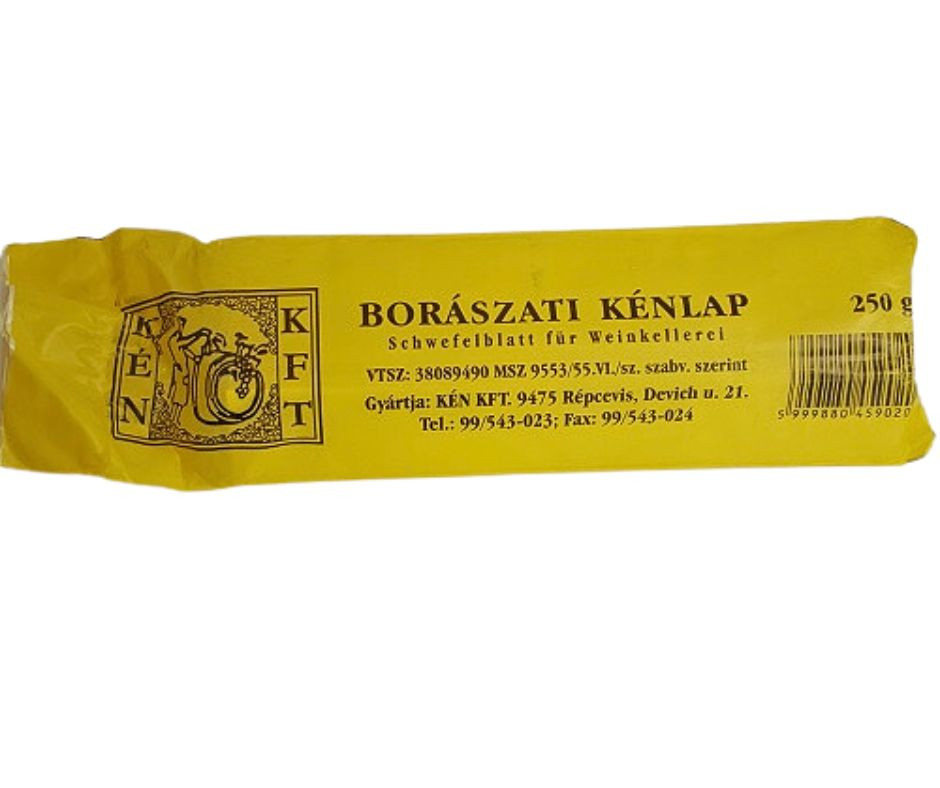 KÉN
KFT
BORÁSZATI KÉNLAP
Schwefelblatt für Weinkellerei
VTSZ: 38089490 MSZ 9553/55.VI./sz. szabv. szerint
Gyártja: KÉN KFT. 9475 Répcevis, Devich u. 21.
Tel.: 99/543-023; Fax: 99/543-024
250 g
5 999880 459020